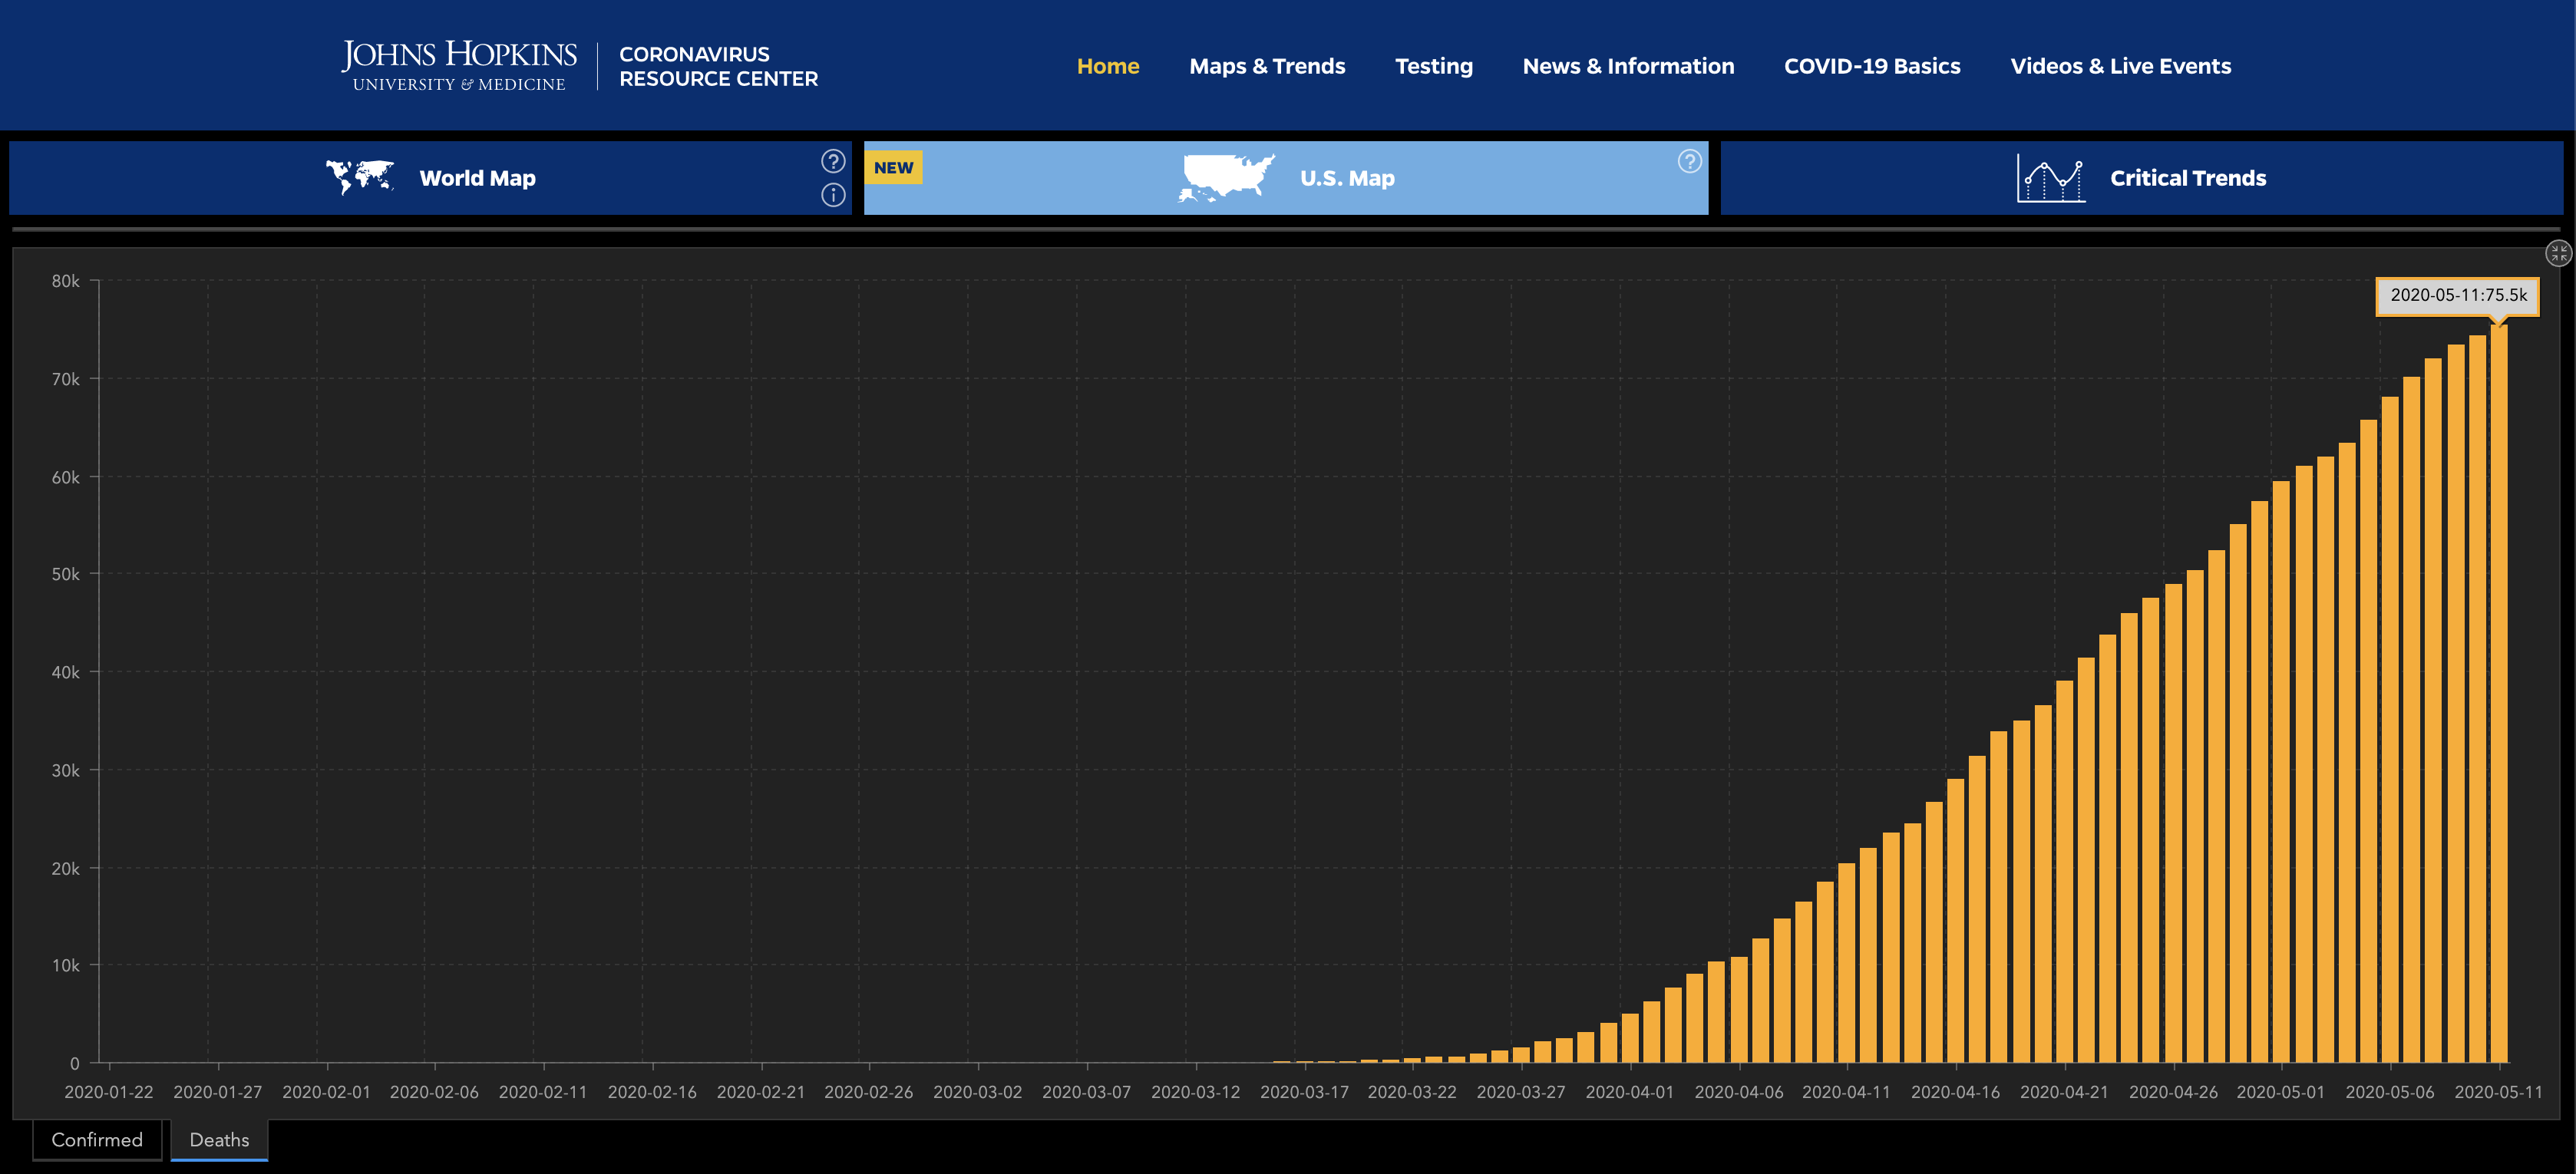 JOHNS HOPKINS
UNIVERSITY & MEDICINE
CORONAVIRUS
RESOURCE CENTER
Home Maps & Trends Testing News & Information COVID-19 Basics Videos & Live Events
World Map
NEW
U.S. Map
Critical Trends
2020-05-11:75.5k
80k
70k
60k
50k
40k
30k
20k
10k
0
2020-01-22 2020-01-27 2020-02-01 2020-02-06 2020-02-11 2020-02-16 2020-02-21 2020-02-26 2020-03-02 2020-03-07 2020-03-12 2020-03-17 2020-03-22 2020-03-27 2020-04-01 2020-04-06 2020-04-11 2020-04-16 2020-04-21 2020-04-26 2020-05-01 2020-05-06 2020-05-11
Confirmed Deaths